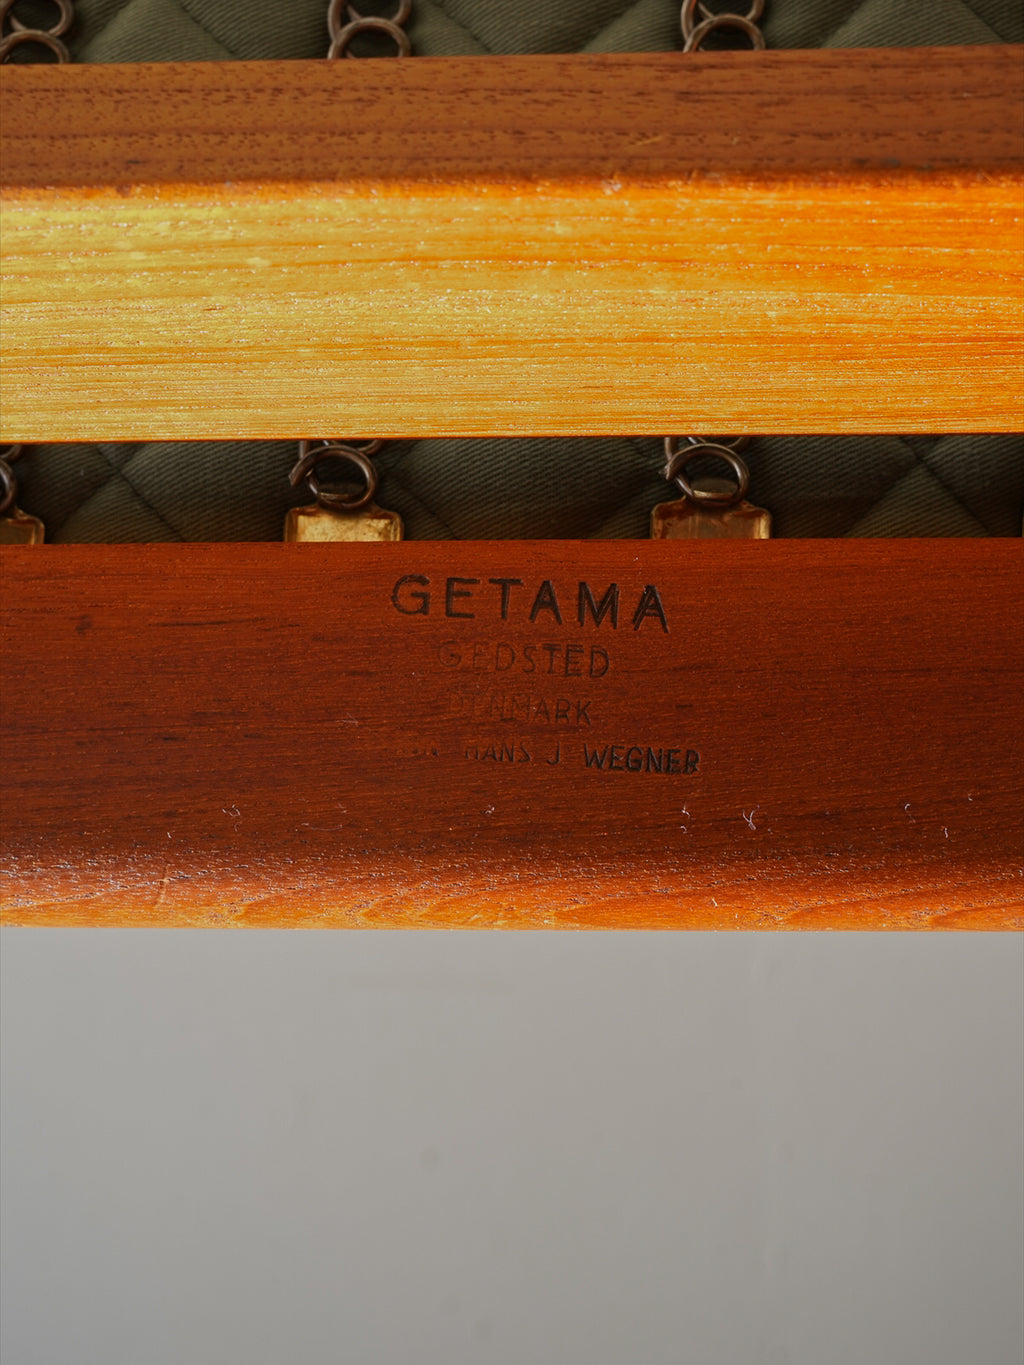 GETAMA
GEDSTED
DENMARK
HANS J WEGNER